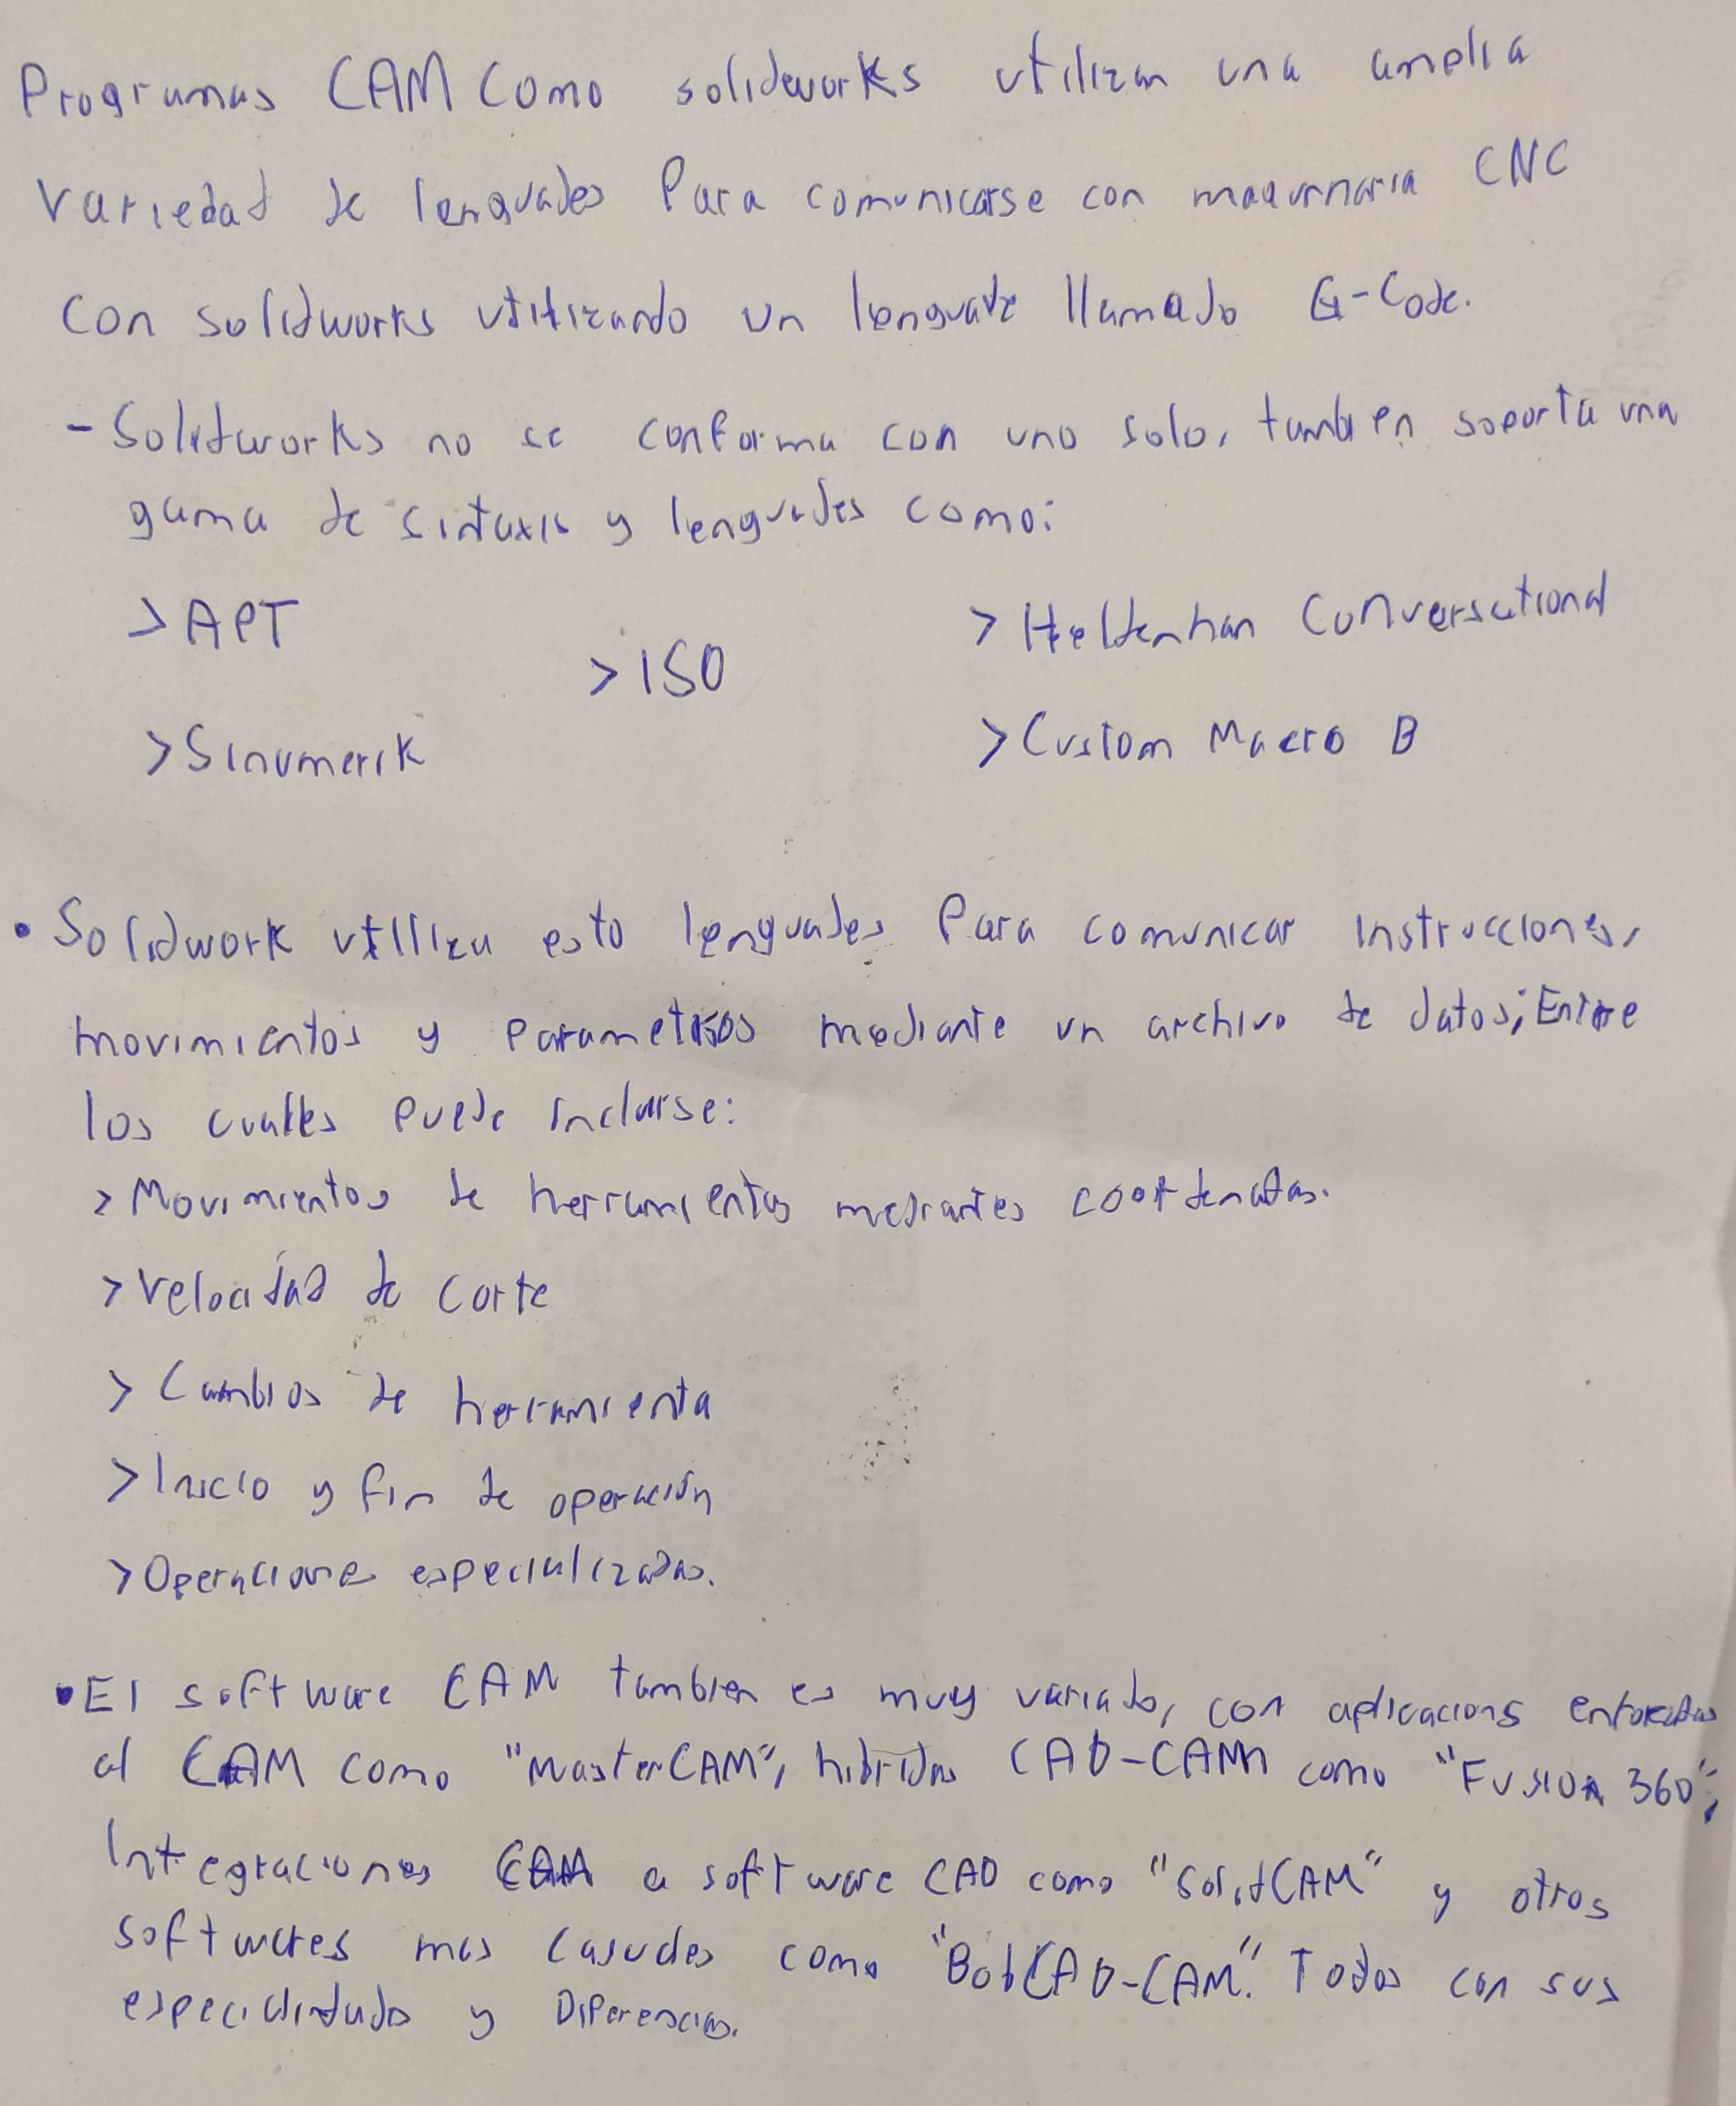 Programas CAM Como solidworks utilizan una amplia
variedad de lenguajes Para comunicarse con maquinaria CNC
Con solidworks utilizando un lenguaje llamado G-Code.
- Solidworks no se conforma con uno solo, tambien soporta una
gama de sintaxis y lenguajes como:
> APT
> ISO
> Heidenhan Conversational
> Sinumerik
> Custom Macro B
• Solidwork utiliza esto lenguajes Para comunicar instrucciones,
movimientos y parametros mediante un archivo de datos; Entre
los cuales puede incluirse:
> Movimientos de herramientas mediantes coordenadas.
> Velocidad de corte
> Cambios de herramienta
> Inicio y fin de operación
> Operaciones especializadas.
• El software CAM tambien es muy variado, con aplicacions enfocadas
al CAM como "MasterCAM", hibridos CAD-CAM como "Fusion 360",
Integraciones CAM a software CAD como "SolidCAM" y otros
softwares mas casuales como "BobCAD-CAM". Todos con sus
y Diferencias.